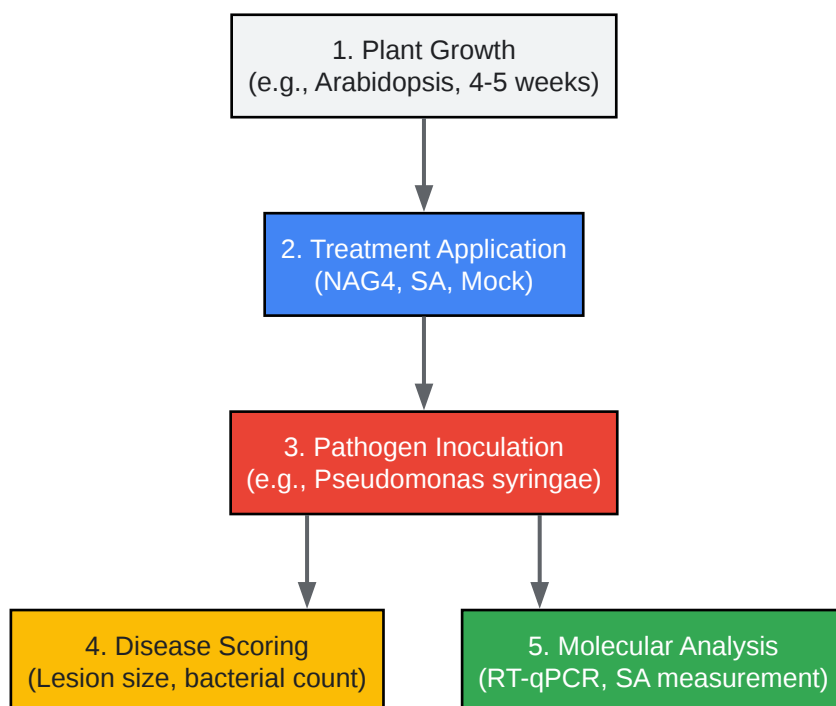 1. Plant Growth
(e.g., Arabidopsis, 4-5 weeks)
2. Treatment Application
(NAG4, SA, Mock)
3. Pathogen Inoculation
(e.g., Pseudomonas syringae)
4. Disease Scoring
(Lesion size, bacterial count)
5. Molecular Analysis
(RT-qPCR, SA measurement)